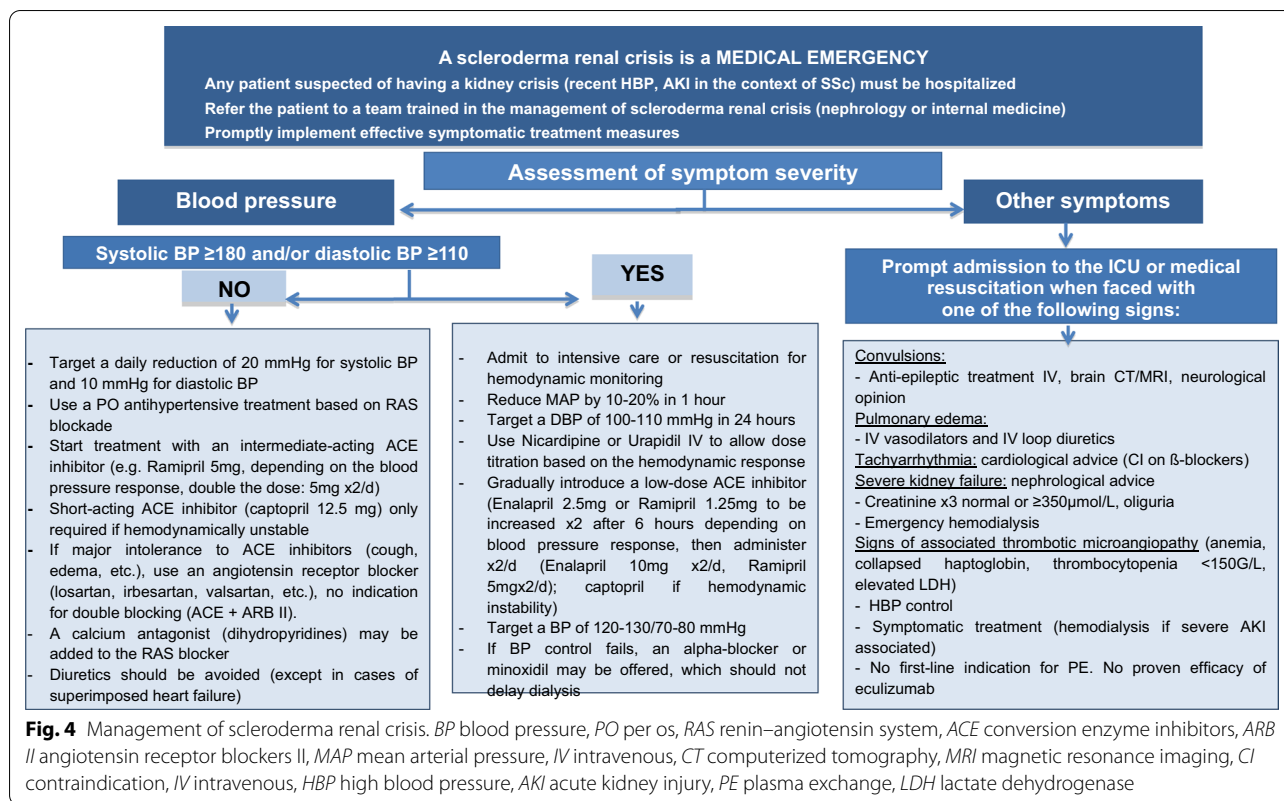 A scleroderma renal crisis is a MEDICAL EMERGENCY
Any patient suspected of having a kidney crisis (recent HBP, AKI in the context of SSc) must be hospitalized
Refer the patient to a team trained in the management of scleroderma renal crisis (nephrology or internal medicine)
Promptly implement effective symptomatic treatment measures
Assessment of symptom severity
Blood pressure
Other symptoms
Systolic BP ≥180 and/or diastolic BP ≥110
NO
YES
- Target a daily reduction of 20 mmHg for systolic BP
and 10 mmHg for diastolic BP
- Use a PO antihypertensive treatment based on RAS
blockade
- Start treatment with an intermediate-acting ACE
inhibitor (e.g. Ramipril 5mg, depending on the blood
pressure response, double the dose: 5mg x2/d)
- Short-acting ACE inhibitor (captopril 12.5 mg) only
required if hemodynamically unstable
- If major intolerance to ACE inhibitors (cough,
edema, etc.), use an angiotensin receptor blocker
(losartan, irbesartan, valsartan, etc.), no indication
for double blocking (ACE + ARB II).
- A calcium antagonist (dihydropyridines) may be
added to the RAS blocker
- Diuretics should be avoided (except in cases of
superimposed heart failure)
- Admit to intensive care or resuscitation for
hemodynamic monitoring
- Reduce MAP by 10-20% in 1 hour
- Target a DBP of 100-110 mmHg in 24 hours
- Use Nicardipine or Urapidil IV to allow dose
titration based on the hemodynamic response
- Gradually introduce a low-dose ACE inhibitor
(Enalapril 2.5mg or Ramipril 1.25mg to be
increased x2 after 6 hours depending on
blood pressure response, then administer
x2/d (Enalapril 10mg x2/d, Ramipril
5mgx2/d); captopril if hemodynamic
instability)
- Target a BP of 120-130/70-80 mmHg
- If BP control fails, an alpha-blocker or
minoxidil may be offered, which should not
delay dialysis
Prompt admission to the ICU or medical
resuscitation when faced with
one of the following signs:
Convulsions:
- Anti-epileptic treatment IV, brain CT/MRI, neurological
opinion
Pulmonary edema:
- IV vasodilators and IV loop diuretics
Tachyarrhythmia: cardiological advice (CI on ß-blockers)
Severe kidney failure: nephrological advice
- Creatinine x3 normal or ≥350µmol/L, oliguria
- Emergency hemodialysis
Signs of associated thrombotic microangiopathy (anemia,
collapsed haptoglobin, thrombocytopenia <150G/L,
elevated LDH)
- HBP control
- Symptomatic treatment (hemodialysis if severe AKI
associated)
- No first-line indication for PE. No proven efficacy of
eculizumab
Fig. 4 Management of scleroderma renal crisis. BP blood pressure, PO per os, RAS renin–angiotensin system, ACE conversion enzyme inhibitors, ARB
II angiotensin receptor blockers II, MAP mean arterial pressure, IV intravenous, CT computerized tomography, MRI magnetic resonance imaging, CI
contraindication, IV intravenous, HBP high blood pressure, AKI acute kidney injury, PE plasma exchange, LDH lactate dehydrogenase